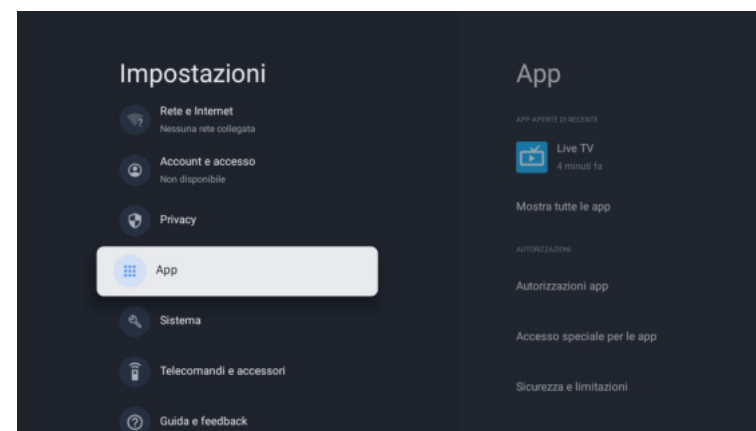 Impostazioni
Rete e Internet
Nessuna rete collegata
Account e accesso
Non disponibile
Privacy
App
Sistema
Telecomandi e accessori
Guida e feedback
App
APP APERTE DI RECENTE
Live TV
4 minuti fa
Mostra tutte le app
AUTORIZZAZIONI
Autorizzazioni app
Accesso speciale per le app
Sicurezza e limitazioni